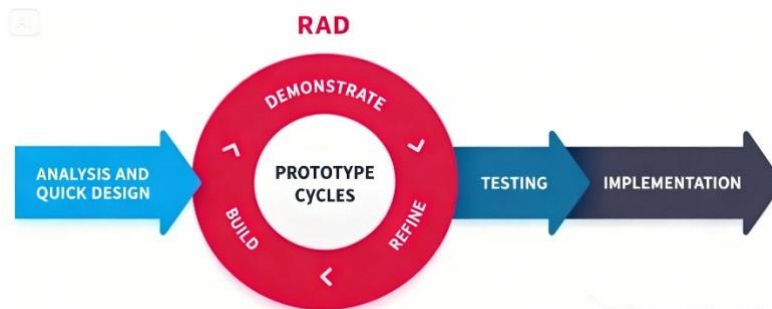 RAD
ANALYSIS AND
QUICK DESIGN
DEMONSTRATE
PROTOTYPE
CYCLES
BUILD
REFINE
TESTING
IMPLEMENTATION